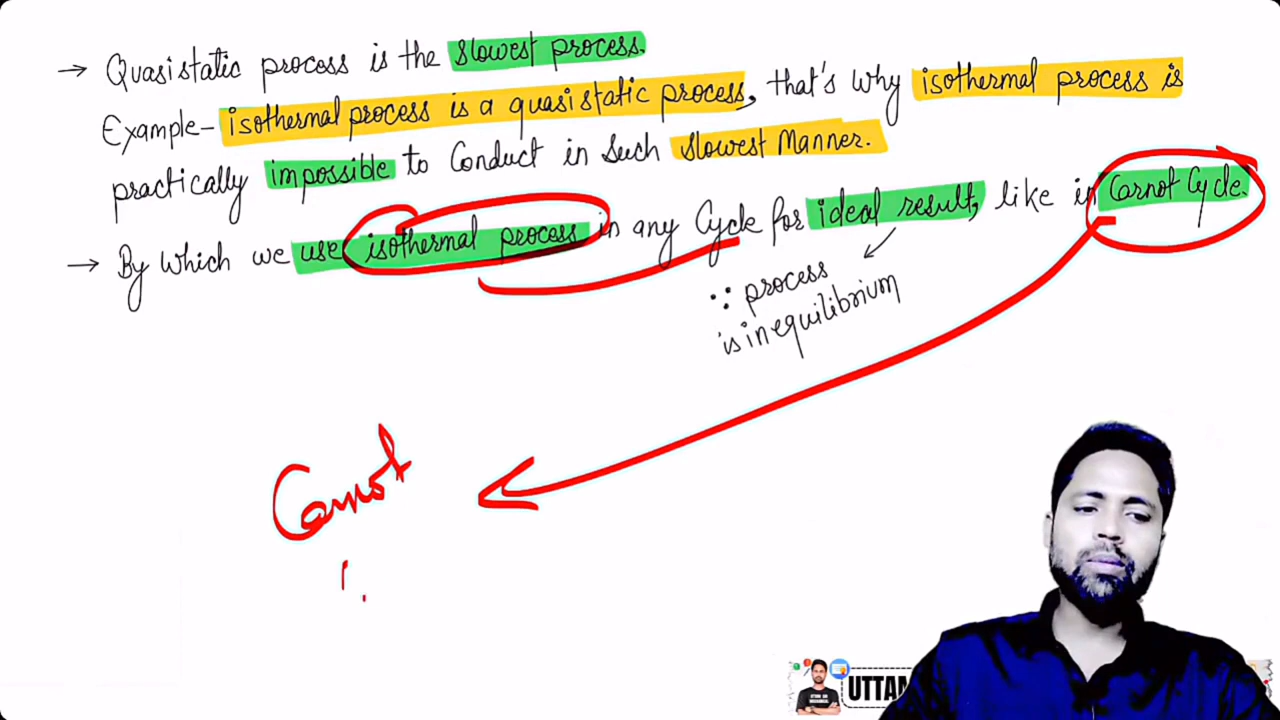 → Quasistatic process is the slowest process.
Example- isothermal process is a quasistatic process, that's why isothermal process is
practically impossible to Conduct in such slowest Manner.
→ By which we use isothermal process in any Cycle for ideal result, like in Carnot Cycle.
∵ process
is in equilibrium
Carnot
UTTAM